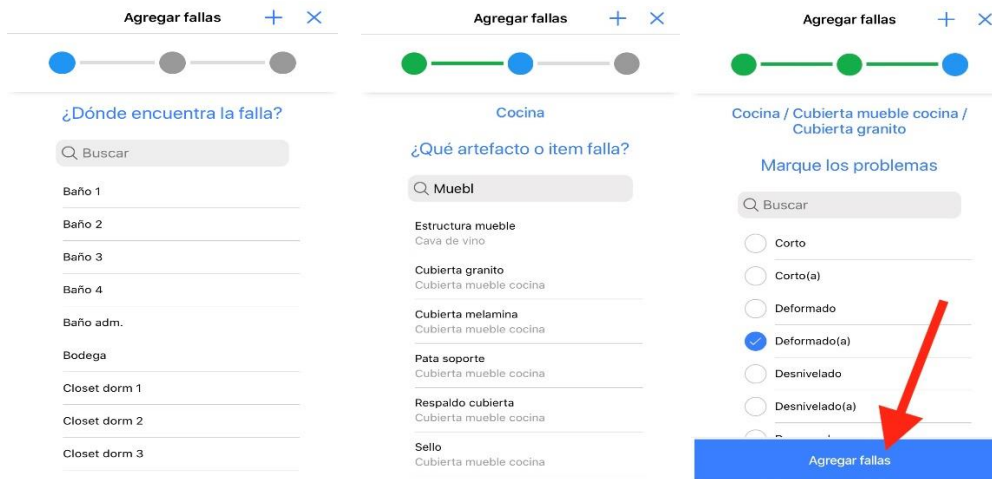 Agregar fallas
¿Dónde encuentra la falla?
Buscar
Baño 1
Baño 2
Baño 3
Baño 4
Baño adm.
Bodega
Closet dorm 1
Closet dorm 2
Closet dorm 3
Agregar fallas
Cocina
¿Qué artefacto o item falla?
Muebl
Estructura mueble
Cava de vino
Cubierta granito
Cubierta mueble cocina
Cubierta melamina
Cubierta mueble cocina
Pata soporte
Cubierta mueble cocina
Respaldo cubierta
Cubierta mueble cocina
Sello
Cubierta mueble cocina
Agregar fallas
Cocina / Cubierta mueble cocina /
Cubierta granito
Marque los problemas
Buscar
Corto
Corto(a)
Deformado
Deformado(a)
Desnivelado
Desnivelado(a)
Agregar fallas